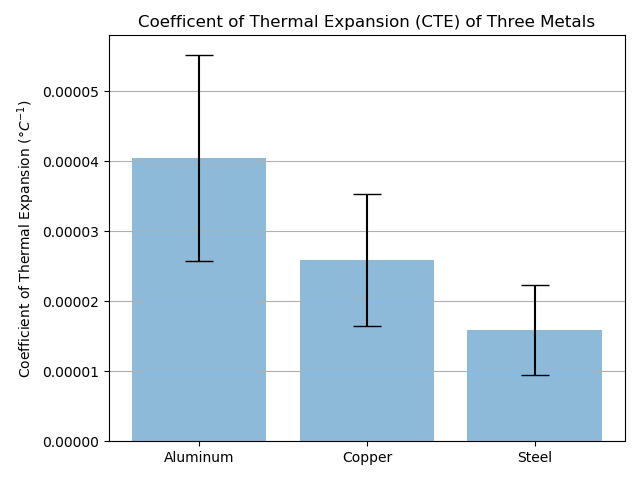 Coefficent of Thermal Expansion (CTE) of Three Metals
Coefficient of Thermal Expansion (°C⁻¹)
0.00005
0.00004
0.00003
0.00002
0.00001
0.00000
Aluminum Copper Steel